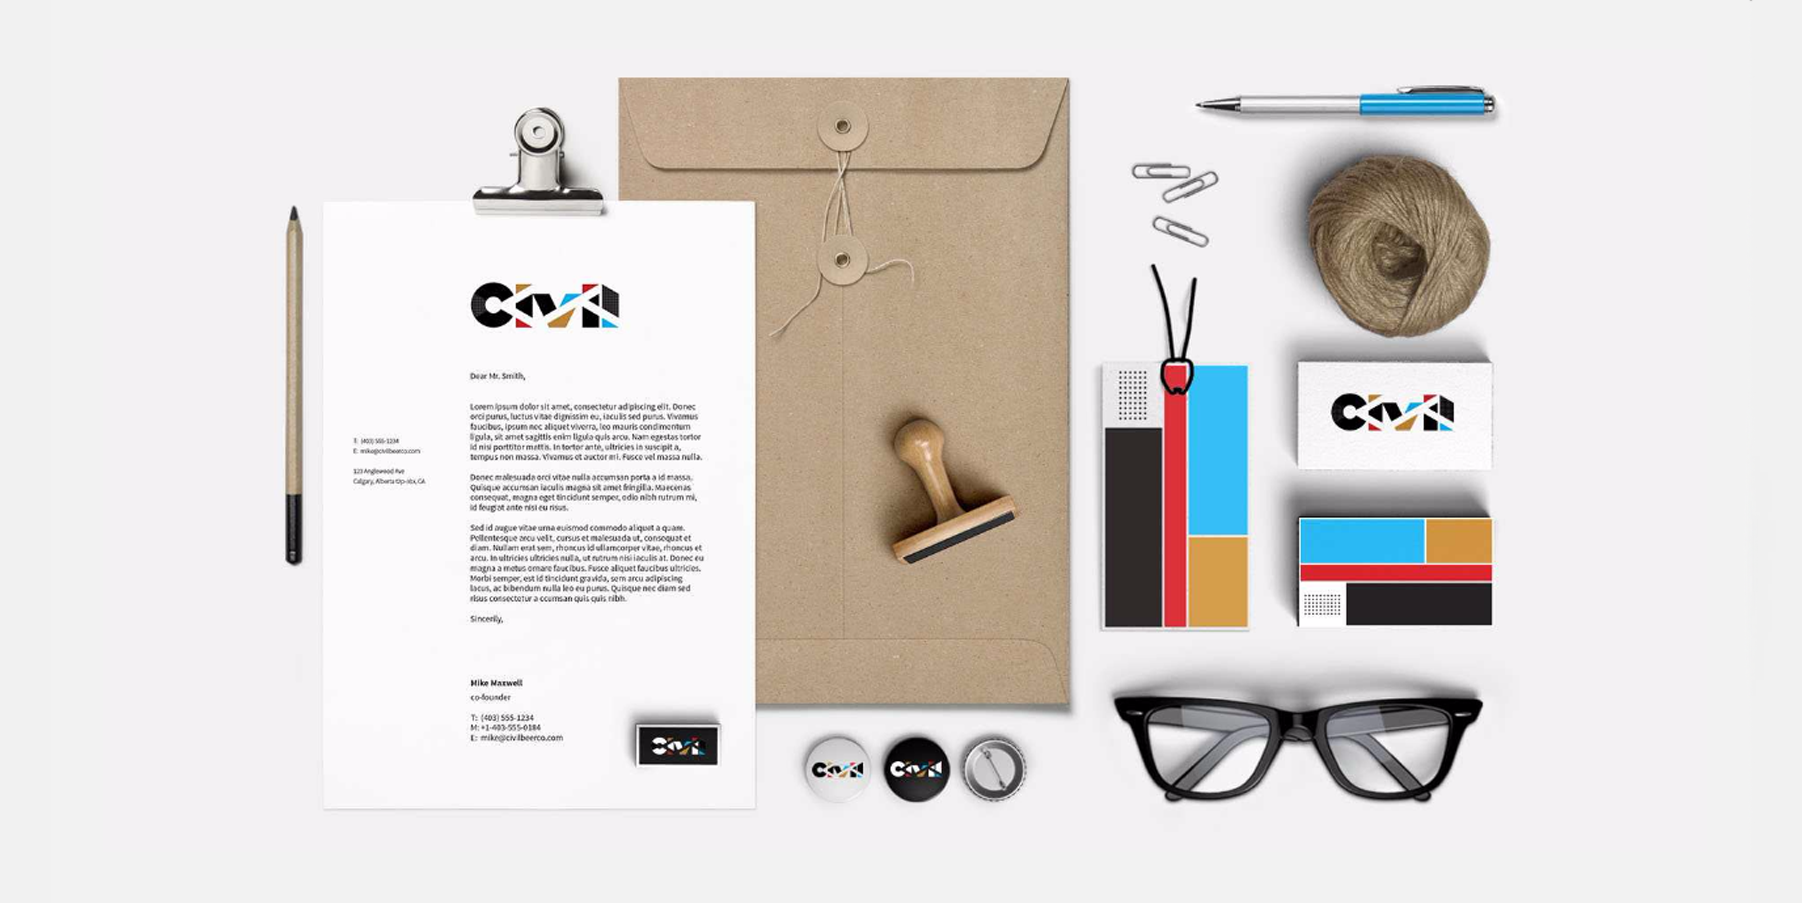 Civil
Dear Mr. Smith,
Lorem ipsum dolor sit amet, consectetur adipiscing elit. Donec
orci purus, luctus vitae dignissim eu, iaculis sed purus. Vivamus
faucibus, ipsum nec aliquet viverra, leo mauris condimentum
ligula, sit amet sagittis enim ligula quis arcu. Nam egestas tortor
id nisi porttitor mattis. In tortor ante, ultricies in suscipit a,
tempus non massa. Vivamus et auctor mi. Fusce vel massa nulla.
T: (403) 555-1234
E: mike@civilbeerco.com
123 Anglewood Ave
Calgary, Alberta
CA
Donec malesuada orci vitae nulla accumsan porta a id massa.
Quisque accumsan iaculis magna sit amet fringilla. Maecenas
consequat, magna eget tincidunt semper, odio nibh rutrum mi,
id feugiat ante nisi eu risus.
Sed id augue vitae urna euismod commodo aliquet a quam.
Pellentesque arcu velit, cursus et malesuada ut, consequat et
diam. Nullam erat sem, rhoncus id ullamcorper vitae, rhoncus et
arcu. In ultricies ultricies nulla, ut rutrum nisi iaculis at. Donec eu
magna a metus ornare faucibus. Fusce aliquet faucibus ultricies.
Morbi semper, est id tincidunt gravida, sem arcu adipiscing
lacus, ac bibendum nulla leo eu purus. Quisque nec diam sed
risus consectetur accumsan quis quis nibh.
Sincerily,
Mike Maxwell
co-founder
T: (403) 555-1234
M: +1-403-555-0184
E: mike@civilbeerco.com
Civil
Civil
Civil
Civil